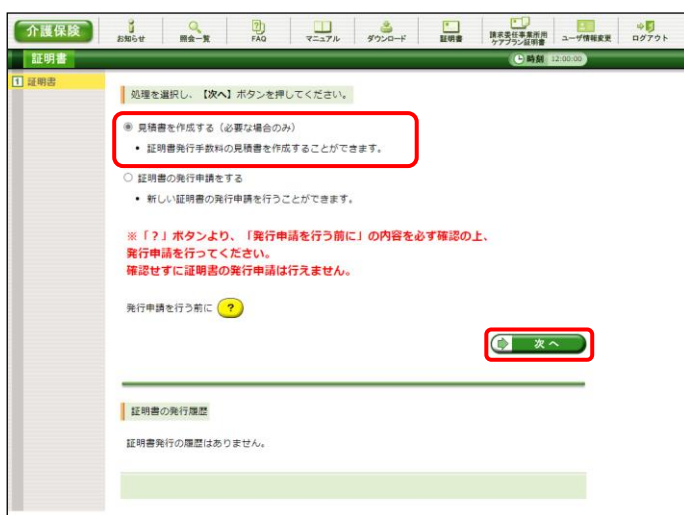 介護保険
お知らせ
照会一覧
FAQ
マニュアル
ダウンロード
証明書
請求委任事業所用
ケアプラン証明書
ユーザ情報変更
ログアウト
証明書
時刻 12:00:00
1 証明書
処理を選択し、【次へ】ボタンを押してください。
見積書を作成する（必要な場合のみ）
・ 証明書発行手数料の見積書を作成することができます。
証明書の発行申請をする
・ 新しい証明書の発行申請を行うことができます。
※「？」ボタンより、「発行申請を行う前に」の内容を必ず確認の上、
発行申請を行ってください。
確認せずに証明書の発行申請は行えません。
発行申請を行う前に ?
次 へ
証明書の発行履歴
証明書発行の履歴はありません。